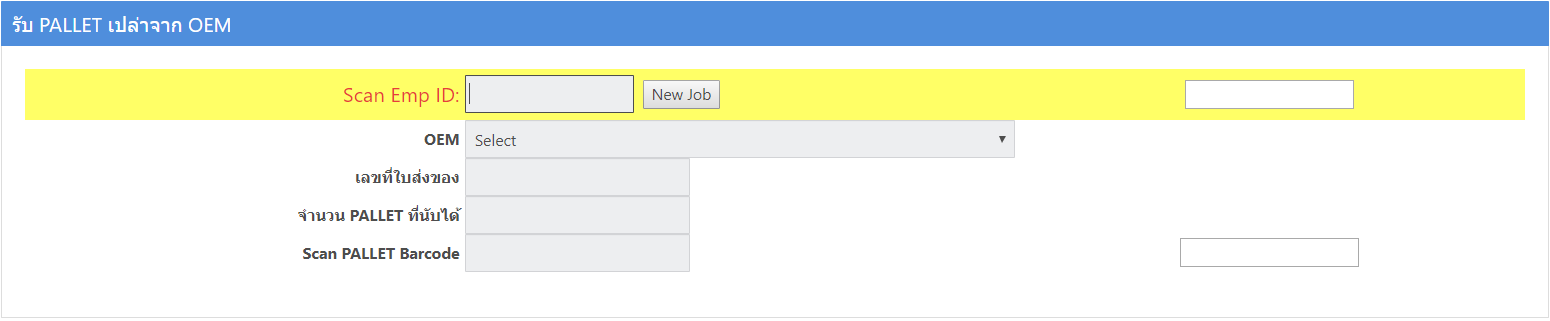 รับ PALLET เปล่าจาก OEM
Scan Emp ID: New Job
OEM Select
เลขที่ใบส่งของ
จำนวน PALLET ที่นับได้
Scan PALLET Barcode